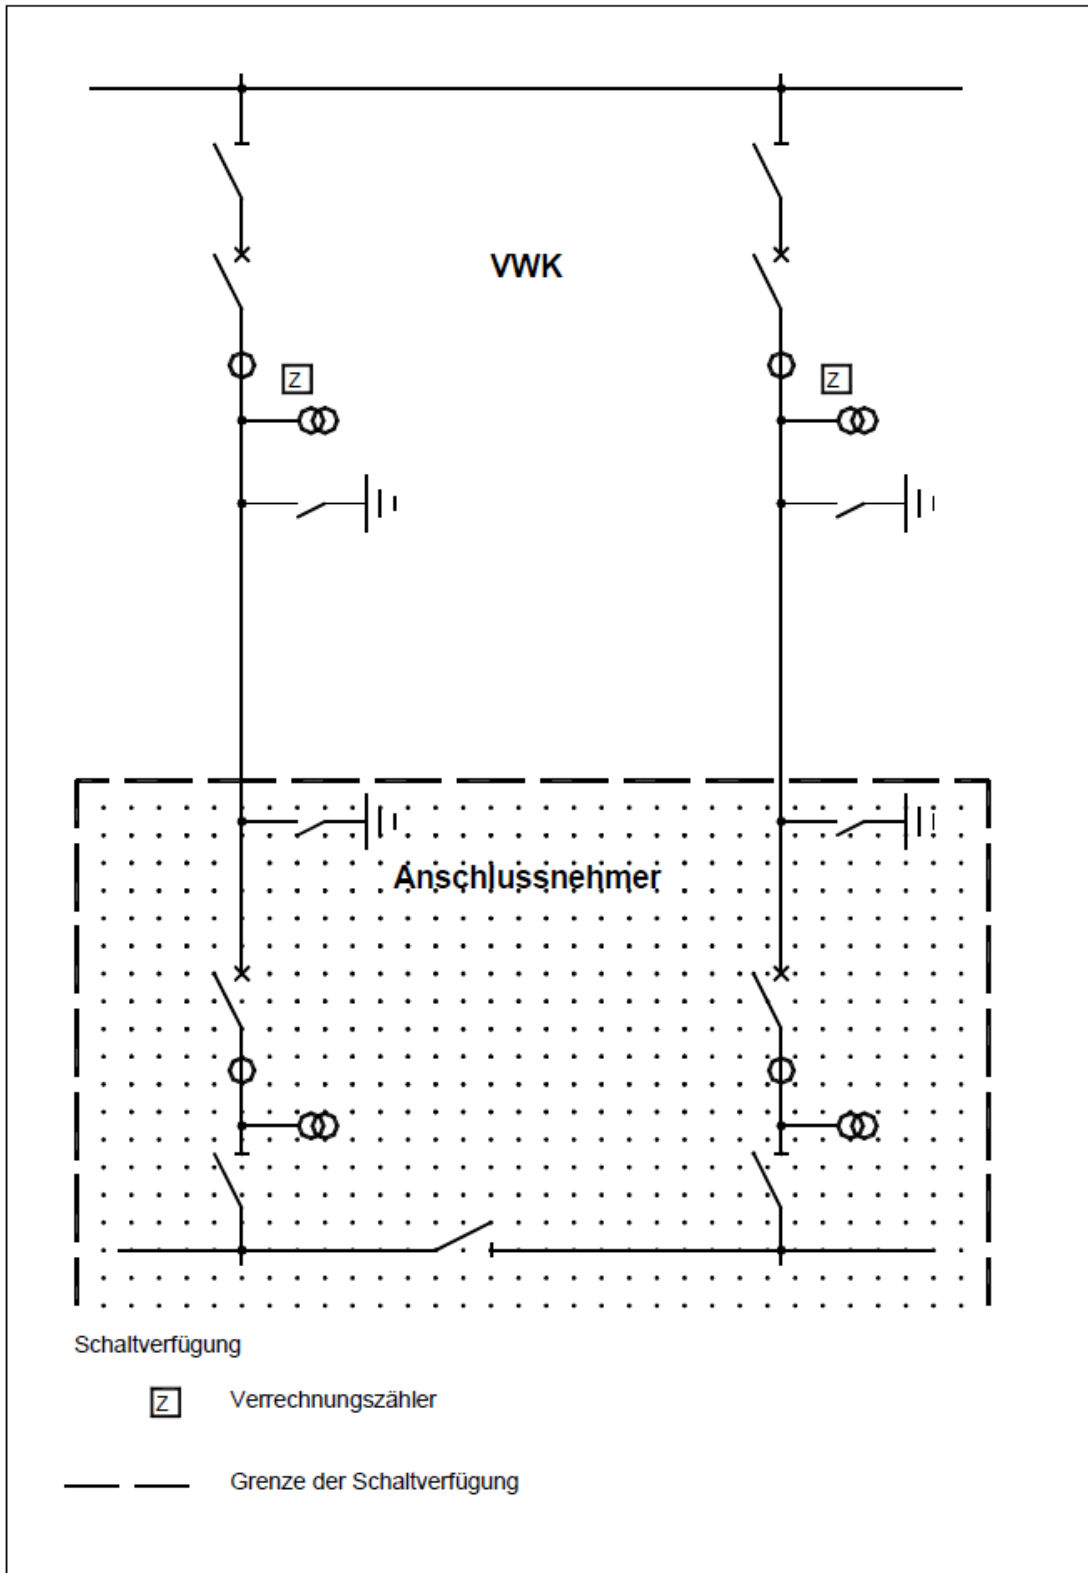 VWK
Z
Z
Anschlussnehmer
Schaltverfügung
Z Verrechnungszähler
Grenze der Schaltverfügung